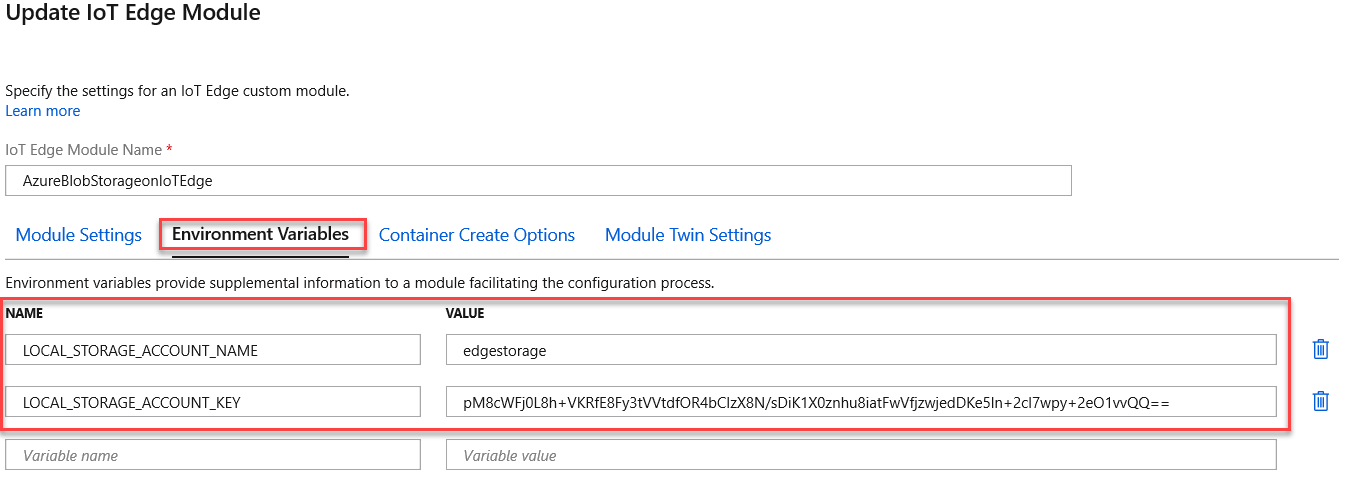 Update IoT Edge Module
Specify the settings for an IoT Edge custom module.
Learn more
IoT Edge Module Name *
AzureBlobStorageonIoTEdge
Module Settings Environment Variables Container Create Options Module Twin Settings
Environment variables provide supplemental information to a module facilitating the configuration process.
NAME VALUE
LOCAL_STORAGE_ACCOUNT_NAME edgestorage
LOCAL_STORAGE_ACCOUNT_KEY pM8cWFj0L8h+VKRfE8Fy3tVVtdfOR4bCIzX8N/sDiK1X0znhu8iatFwVfjzwjedDKe5In+2cl7wpy+2eO1vvQQ==
Variable name Variable value